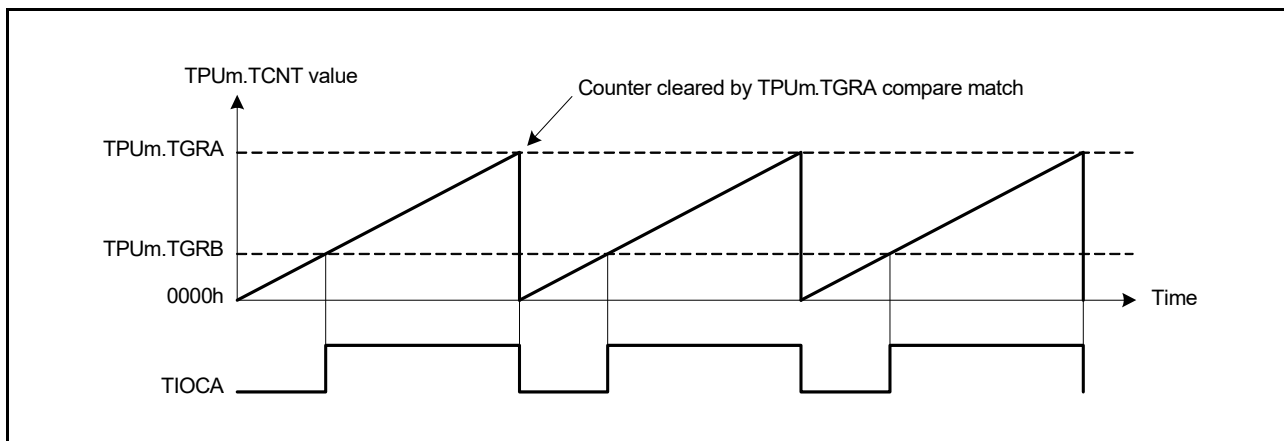 TPUm.TCNT value
Counter cleared by TPUm.TGRA compare match
TPUm.TGRA
TPUm.TGRB
0000h
Time
TIOCA